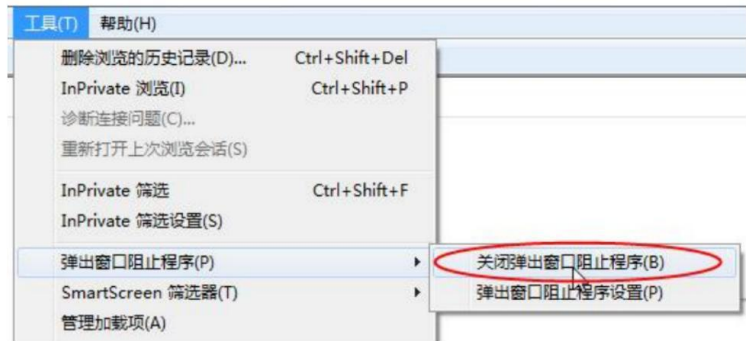 工具(T) 帮助(H)
删除浏览的历史记录(D)... Ctrl+Shift+Del
InPrivate 浏览(I) Ctrl+Shift+P
诊断连接问题(C)...
重新打开上次浏览会话(S)
InPrivate 筛选 Ctrl+Shift+F
InPrivate 筛选设置(S)
弹出窗口阻止程序(P) 关闭弹出窗口阻止程序(B)
SmartScreen 筛选器(T) 弹出窗口阻止程序设置(P)
管理加载项(A)